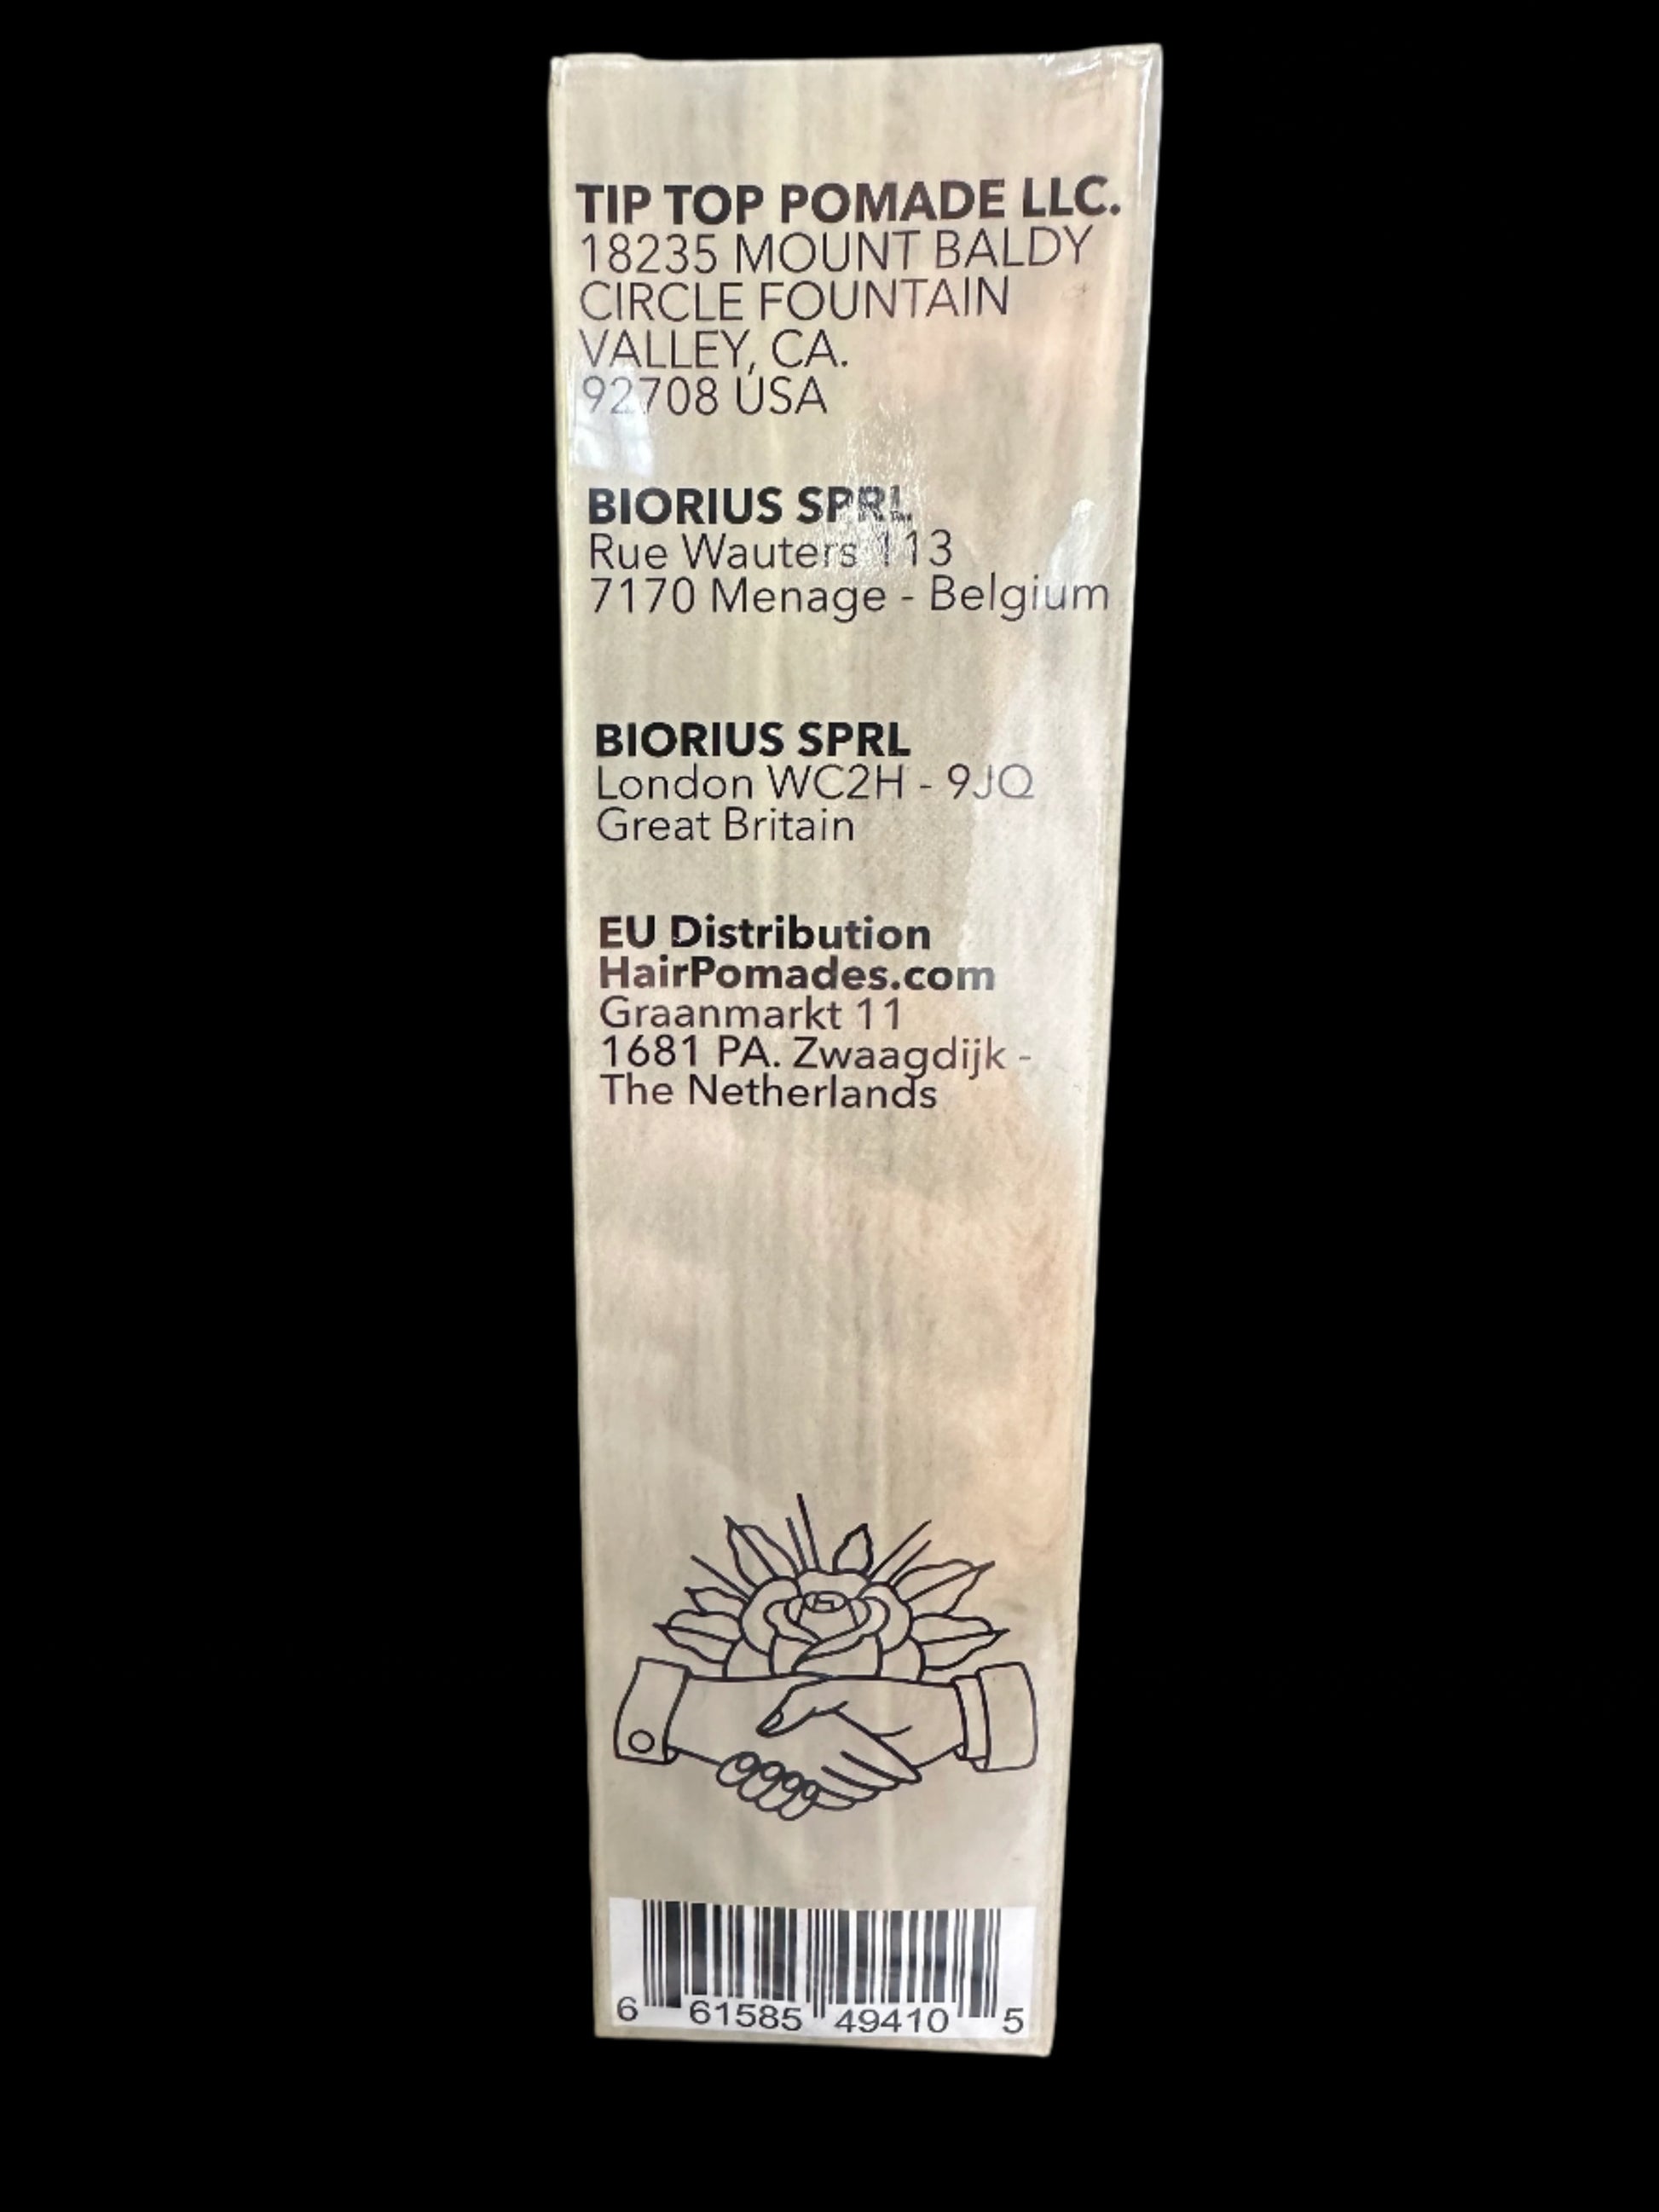 TIP TOP POMADE LLC.
18235 MOUNT BALDY
CIRCLE FOUNTAIN
VALLEY, CA.
92708 USA
BIORIUS SPRL
Rue Wauters 113
7170 Menage - Belgium
BIORIUS SPRL
London WC2H - 9JQ
Great Britain
EU Distribution
HairPomades.com
Graanmarkt 11
1681 PA. Zwaagdijk -
The Netherlands
6 61585 49410 5